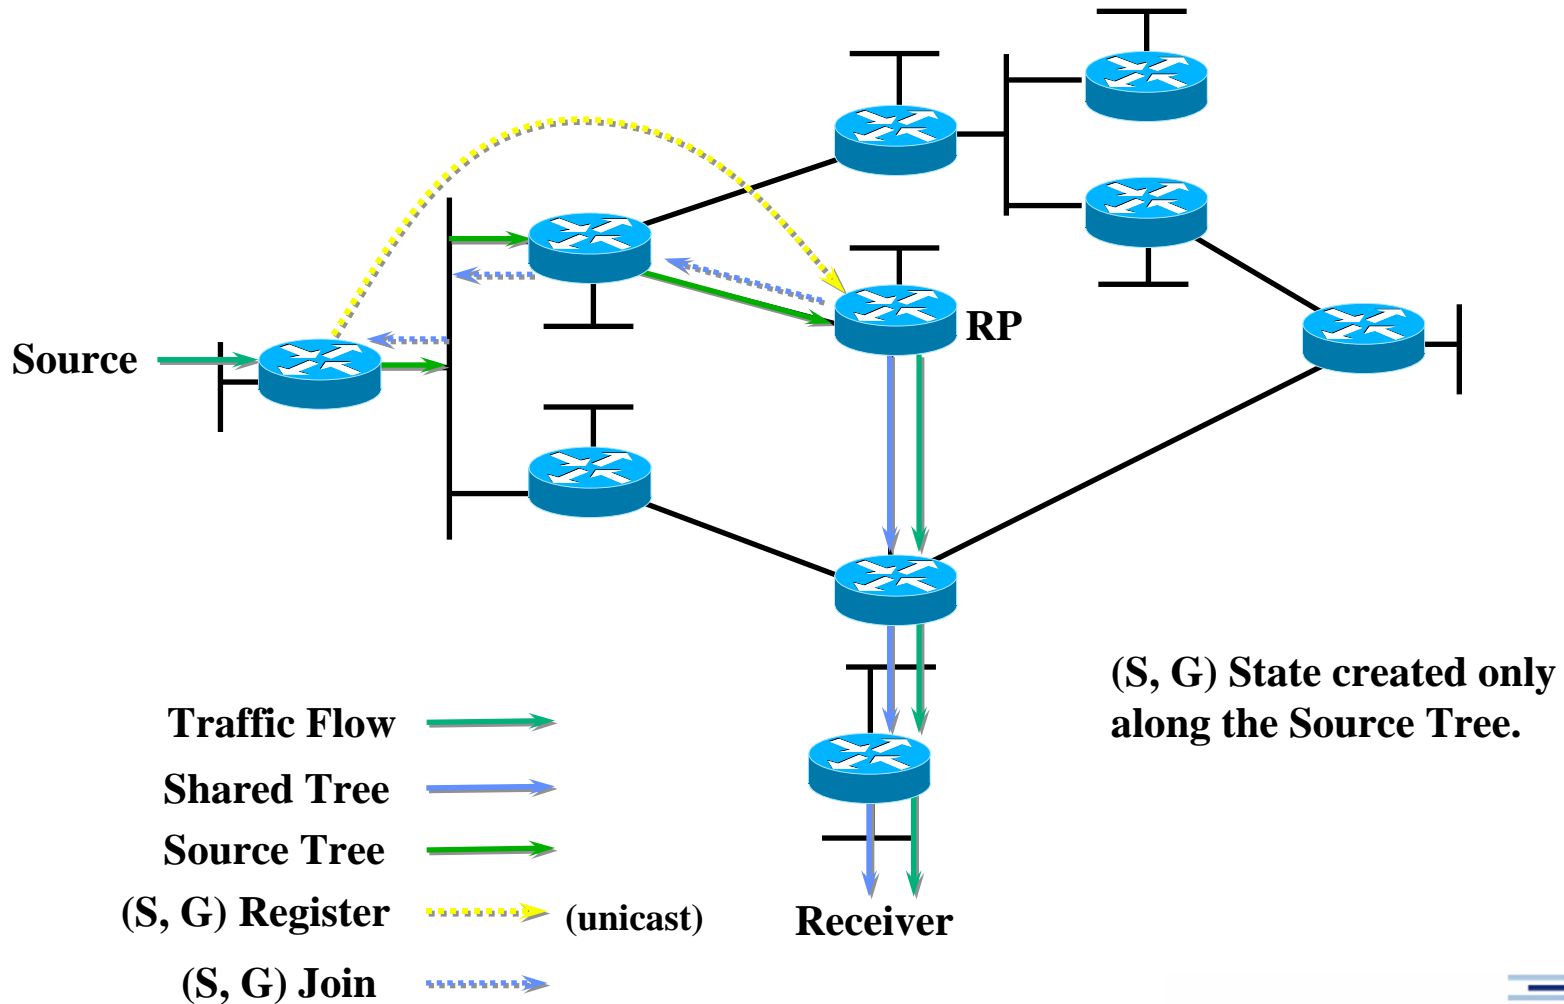 RP
Source
(S, G) State created only
along the Source Tree.
Traffic Flow
Shared Tree
Source Tree
(S, G) Register (unicast)
(S, G) Join
Receiver